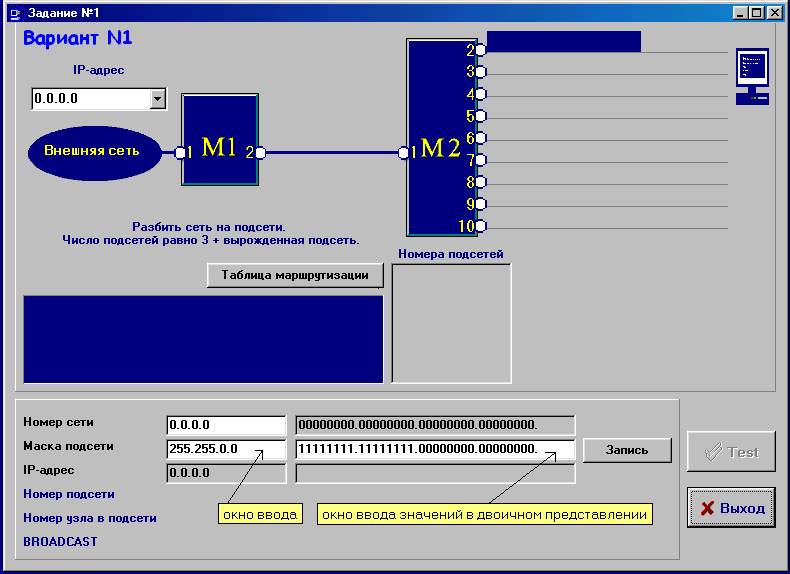 Задание №1
Вариант N1
IP-адрес
0.0.0.0
Внешняя сеть
1 М1 2
1 М2
2
3
4
5
6
7
8
9
10
Разбить сеть на подсети.
Число подсетей равно 3 + вырожденная подсеть.
Номера подсетей
Таблица маршрутизации
Номер сети 0.0.0.0 00000000.00000000.00000000.00000000.
Маска подсети 255.255.0.0 11111111.11111111.00000000.00000000. Запись
IP-адрес 0.0.0.0
Номер подсети
Номер узла в подсети
BROADCAST
окно ввода
окно ввода значений в двоичном представлении
Test
Выход